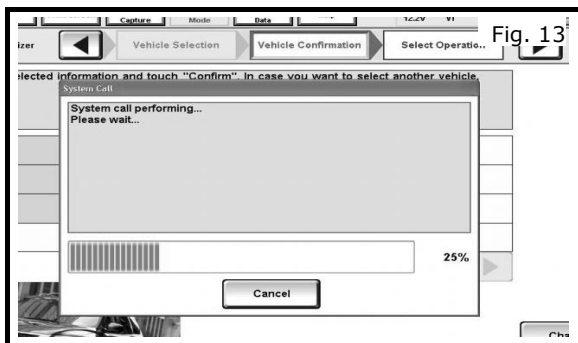 Capture Mode Data 12.2V VI
Fig. 13
izer Vehicle Selection Vehicle Confirmation Select Operatio..
elected information and touch "Confirm". In case you want to select another vehicle,
System Call
System call performing...
Please wait...
25%
Cancel
Cha